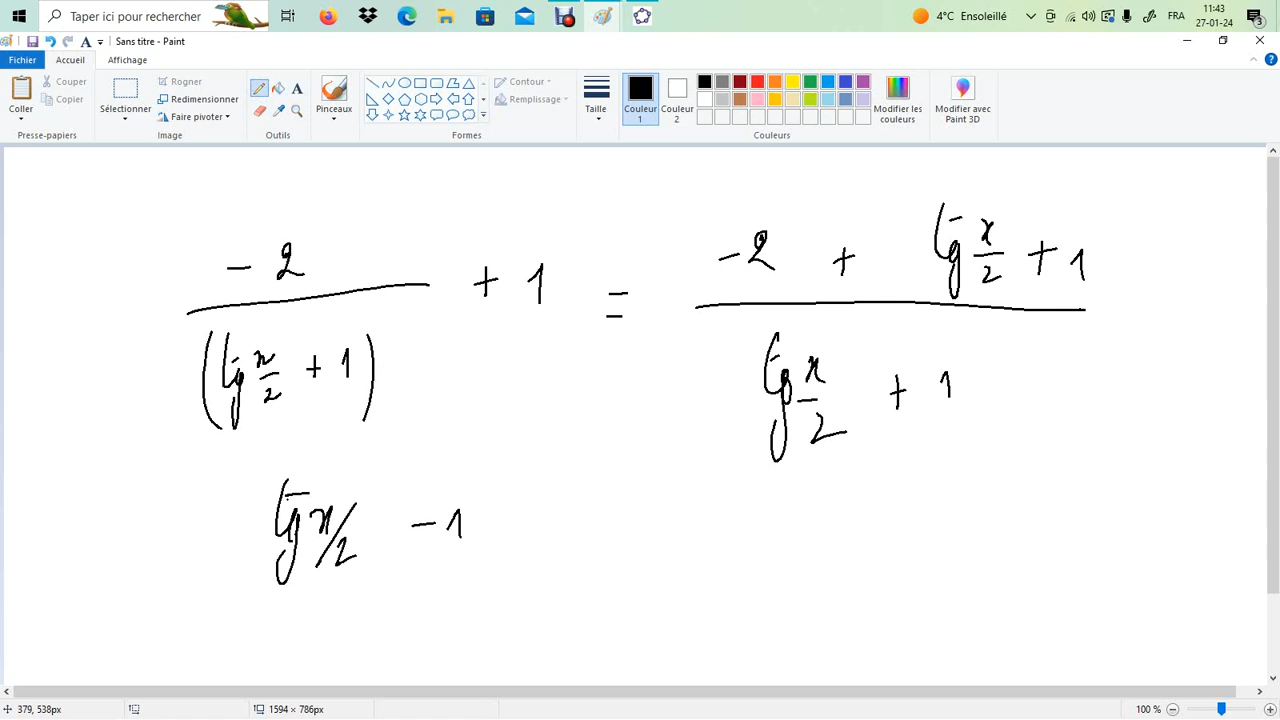 Taper ici pour rechercher
4°C Ensoleillé
FRA
11:43
27-01-24
3
Sans titre - Paint
Fichier Accueil Affichage
Coller
Couper
Copier
Presse-papiers
Sélectionner
Rogner
Redimensionner
Faire pivoter
Image
A
Outils
Pinceaux
Contour
Remplissage
Formes
Taille
Couleur 1
Couleur 2
Modifier les couleurs
Couleurs
Modifier avec Paint 3D
-2 / (tg x/2 + 1) + 1 = (-2 + tg x/2 + 1) / (tg x/2 + 1)
tg x/2 - 1
379, 538px
1594 × 786px
100 %